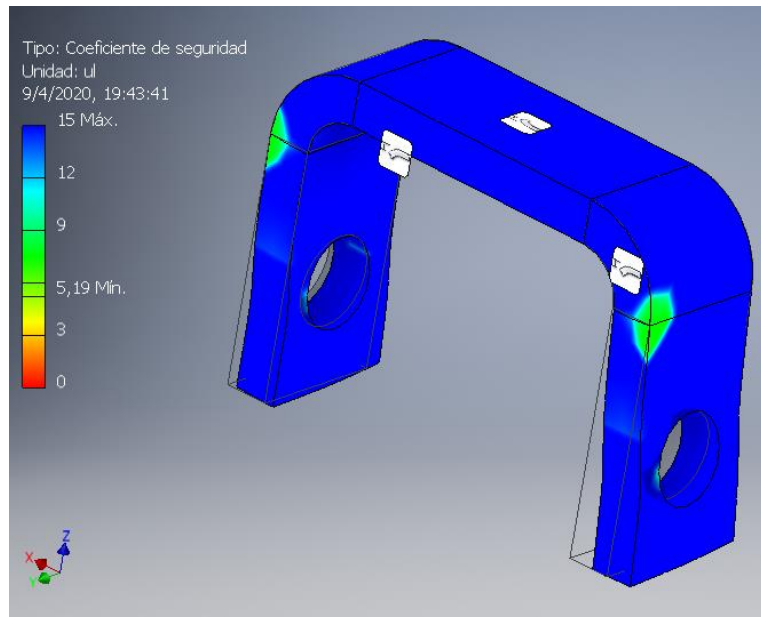 Tipo: Coeficiente de seguridad
Unidad: ul
9/4/2020, 19:43:41
15 Máx.
12
9
5,19 Mín.
3
0
Z
X
Y